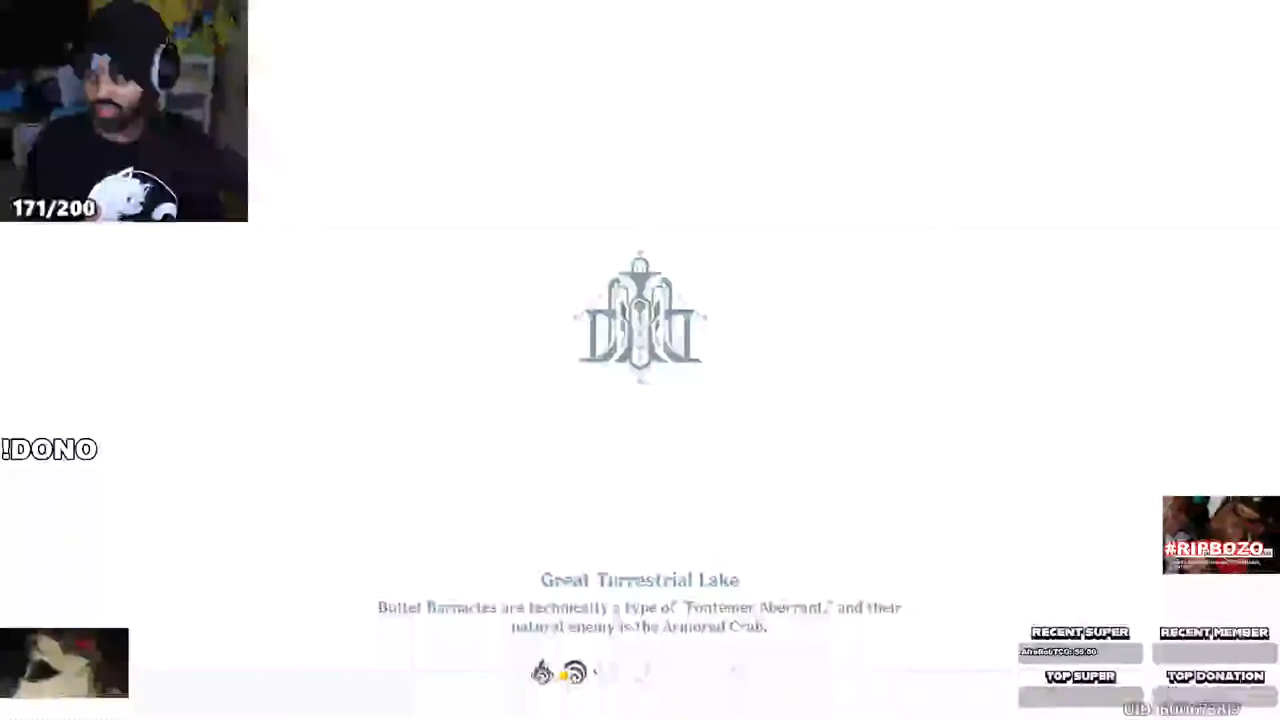 171/200
!DONO
#RIPBOZO
Great Turrestrial Lake
Bullet Barnacles are technically a type of "Fontemer Aberrant," and their
natural enemy is the Armored Crab.
RECENT SUPER
RECENT MEMBER
TOP SUPER
TOP DONATION